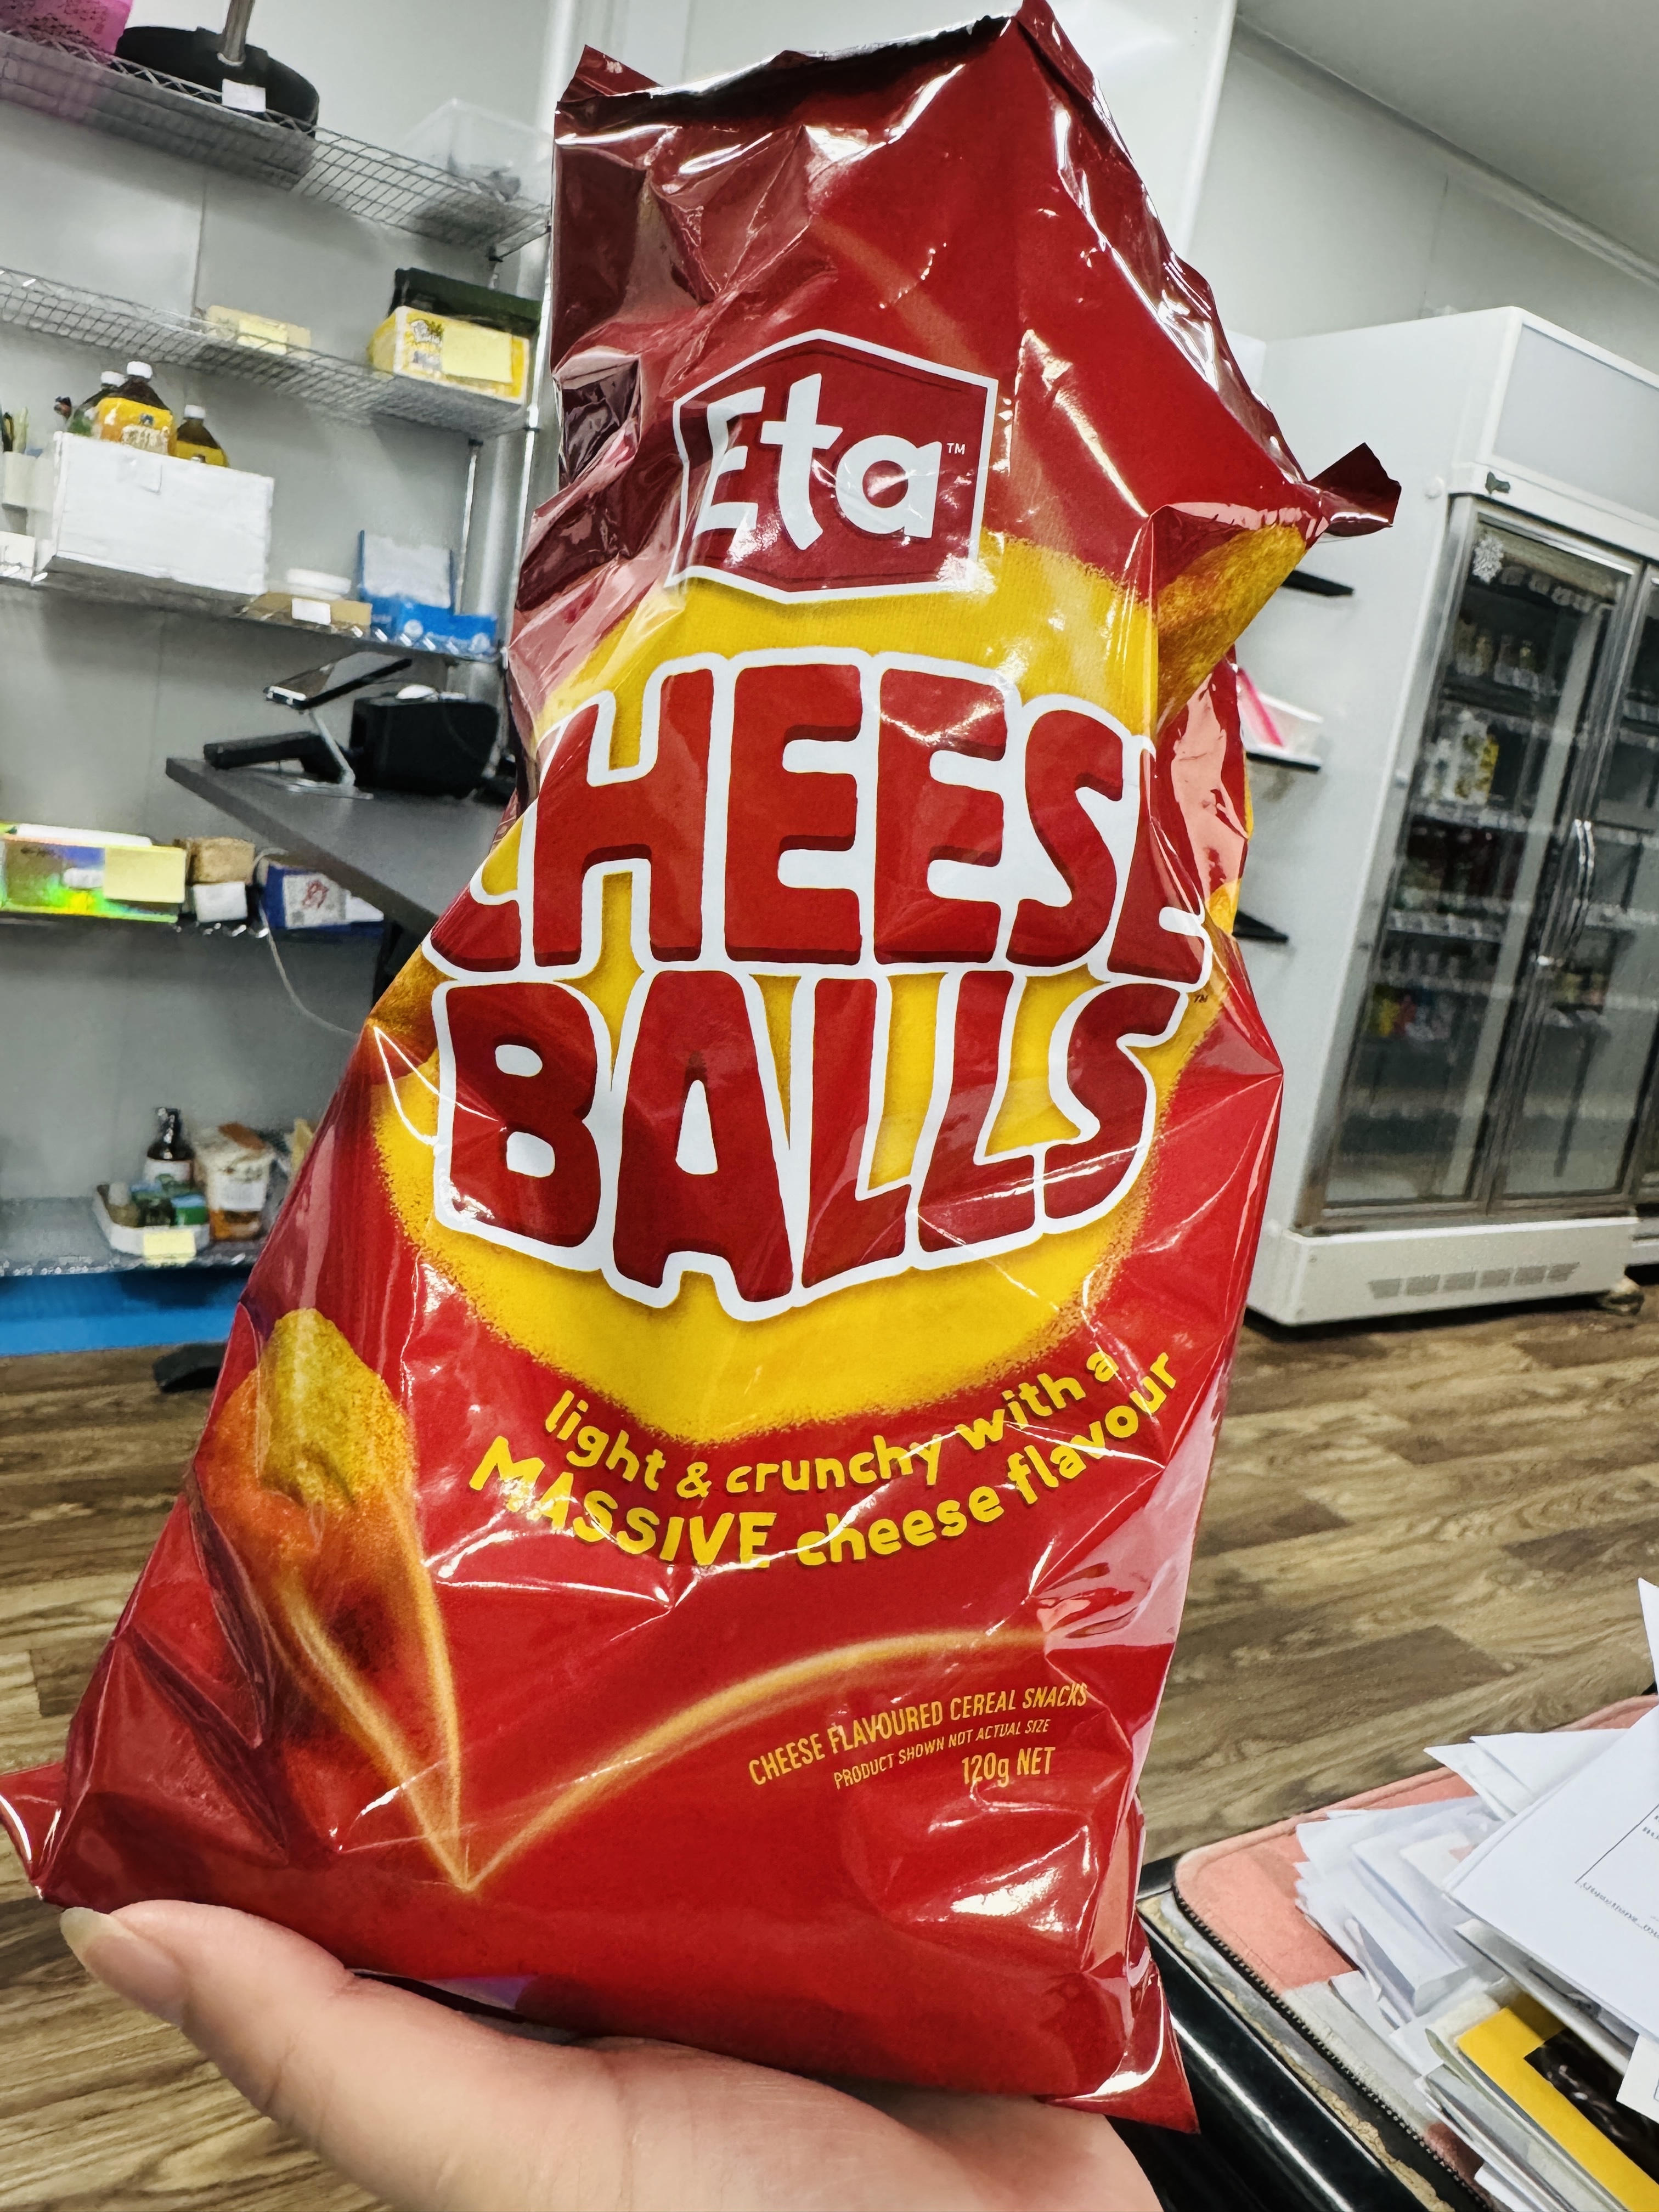 Eta™
CHEESE
BALLS™
light & crunchy with a
MASSIVE cheese flavour
CHEESE FLAVOURED CEREAL SNACKS
PRODUCT SHOWN NOT ACTUAL SIZE
120g NET